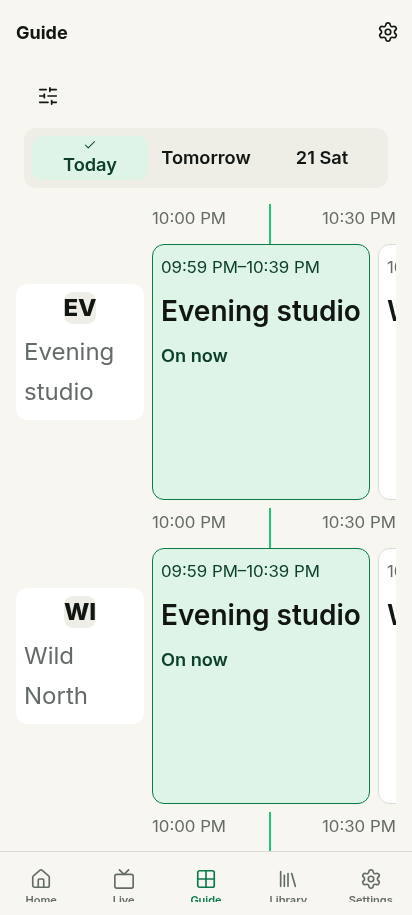 Guide
Today
Tomorrow
21 Sat
10:00 PM
10:30 PM
09:59 PM–10:39 PM
Evening studio
On now
EV
Evening
studio
10:00 PM
10:30 PM
09:59 PM–10:39 PM
Evening studio
On now
WI
Wild
North
10:00 PM
10:30 PM
Home
Live
Guide
Library
Settings